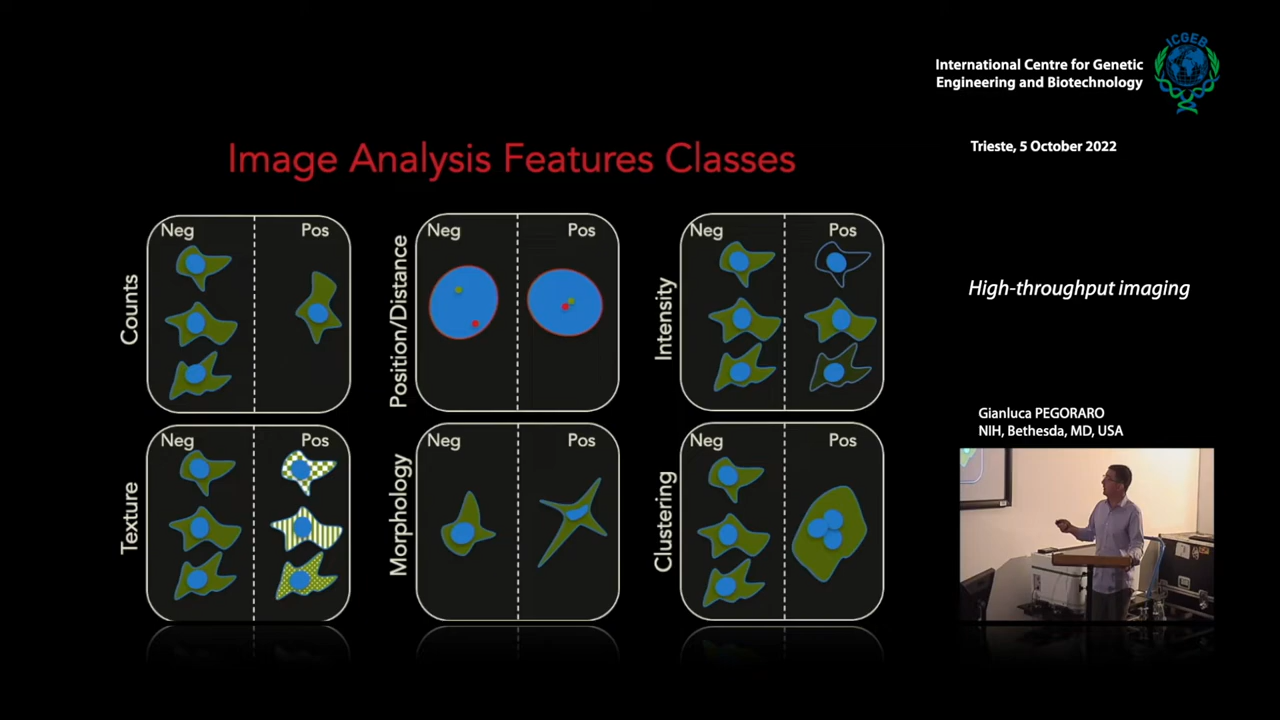 ICGEB
International Centre for Genetic
Engineering and Biotechnology
Trieste, 5 October 2022
Image Analysis Features Classes
Counts
Neg
Pos
Position/Distance
Neg
Pos
Intensity
Neg
Pos
High-throughput imaging
Texture
Neg
Pos
Morphology
Neg
Pos
Clustering
Neg
Pos
Gianluca PEGORARO
NIH, Bethesda, MD, USA